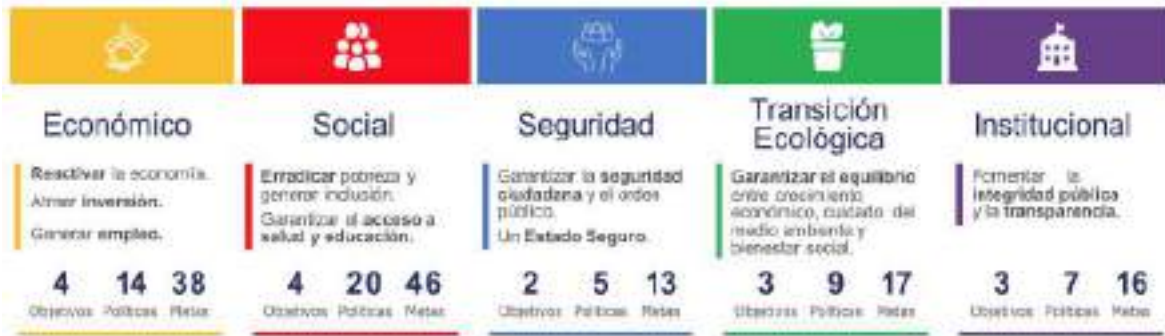 Económico
Reactivar la economía.
Atraer inversión.
Generar empleo.
4 14 38
Objetivos Políticas Metas
Social
Erradicar pobreza y
generar inclusión.
Garantizar el acceso a
salud y educación.
4 20 46
Objetivos Políticas Metas
Seguridad
Garantizar la seguridad
ciudadana y el orden
público.
Un Estado Seguro.
2 5 13
Objetivos Políticas Metas
Transición
Ecológica
Garantizar el equilibrio
entre crecimiento
económico, cuidado del
medio ambiente y
bienestar social.
3 9 17
Objetivos Políticas Metas
Institucional
Fomentar la
integridad pública
y la transparencia.
3 7 16
Objetivos Políticas Metas